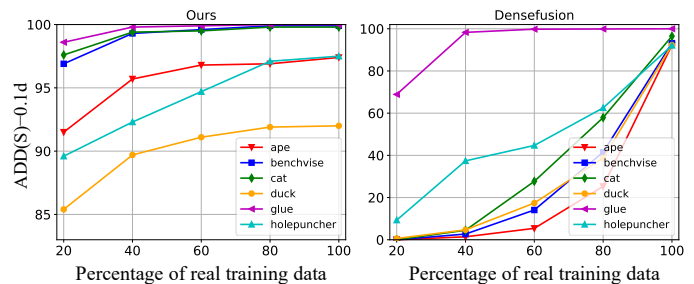 Ours
Densefusion
ADD(S)−0.1d
100
95
90
85
20
40
60
80
100
ape
benchvise
cat
duck
glue
holepuncher
Percentage of real training data
100
80
60
40
20
0
20
40
60
80
100
ape
benchvise
cat
duck
glue
holepuncher
Percentage of real training data